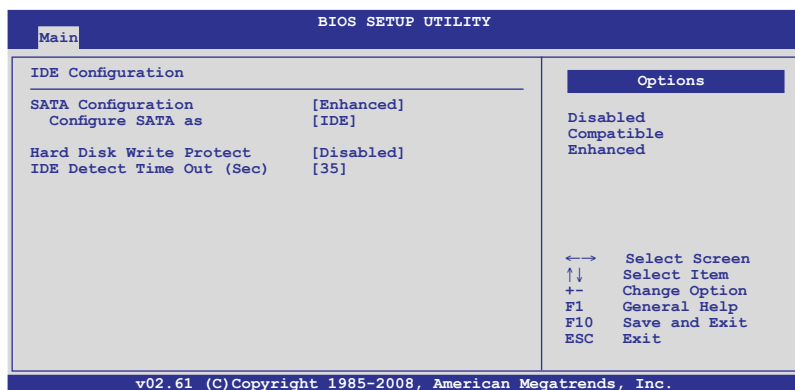 BIOS SETUP UTILITY
Main
IDE Configuration
SATA Configuration [Enhanced]
Configure SATA as [IDE]
Hard Disk Write Protect [Disabled]
IDE Detect Time Out (Sec) [35]
Options
Disabled
Compatible
Enhanced
←→ Select Screen
↑↓ Select Item
+- Change Option
F1 General Help
F10 Save and Exit
ESC Exit
v02.61 (C)Copyright 1985-2008, American Megatrends, Inc.